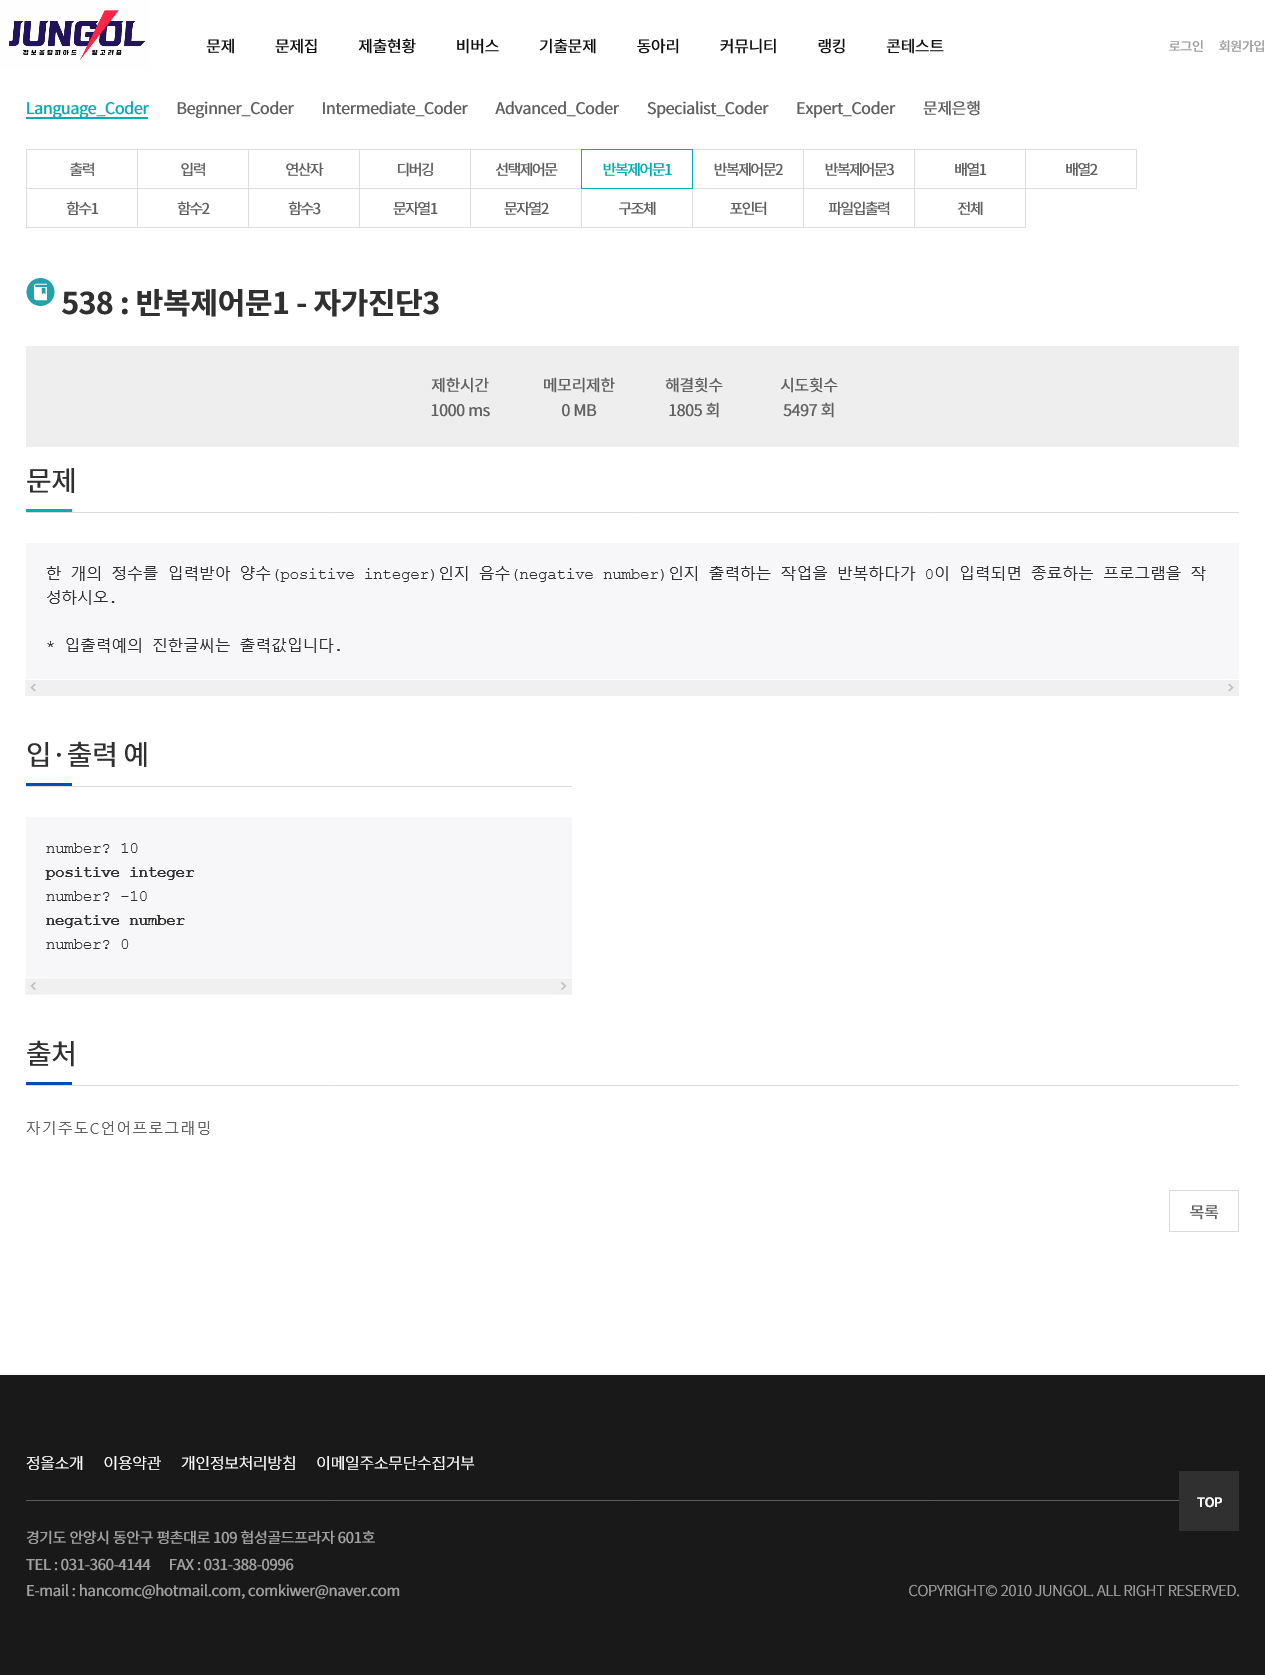 JUNGOL
정보올림피아드 알고리즘
문제 문제집 제출현황 비버스 기출문제 동아리 커뮤니티 랭킹 콘테스트 로그인 회원가입
Language_Coder Beginner_Coder Intermediate_Coder Advanced_Coder Specialist_Coder Expert_Coder 문제은행
출력 입력 연산자 디버깅 선택제어문 반복제어문1 반복제어문2 반복제어문3 배열1 배열2
함수1 함수2 함수3 문자열1 문자열2 구조체 포인터 파일입출력 전체
538 : 반복제어문1 - 자가진단3
제한시간 메모리제한 해결횟수 시도횟수
1000 ms 0 MB 1805 회 5497 회
문제
한 개의 정수를 입력받아 양수(positive integer)인지 음수(negative number)인지 출력하는 작업을 반복하다가 0이 입력되면 종료하는 프로그램을 작
성하시오.
* 입출력예의 진한글씨는 출력값입니다.
입·출력 예
number? 10
positive integer
number? -10
negative number
number? 0
출처
자기주도C언어프로그래밍
목록
정올소개 이용약관 개인정보처리방침 이메일주소무단수집거부
TOP
경기도 안양시 동안구 평촌대로 109 협성골드프라자 601호
TEL : 031-360-4144 FAX : 031-388-0996
E-mail : hancomc@hotmail.com, comkiwer@naver.com COPYRIGHT© 2010 JUNGOL. ALL RIGHT RESERVED.